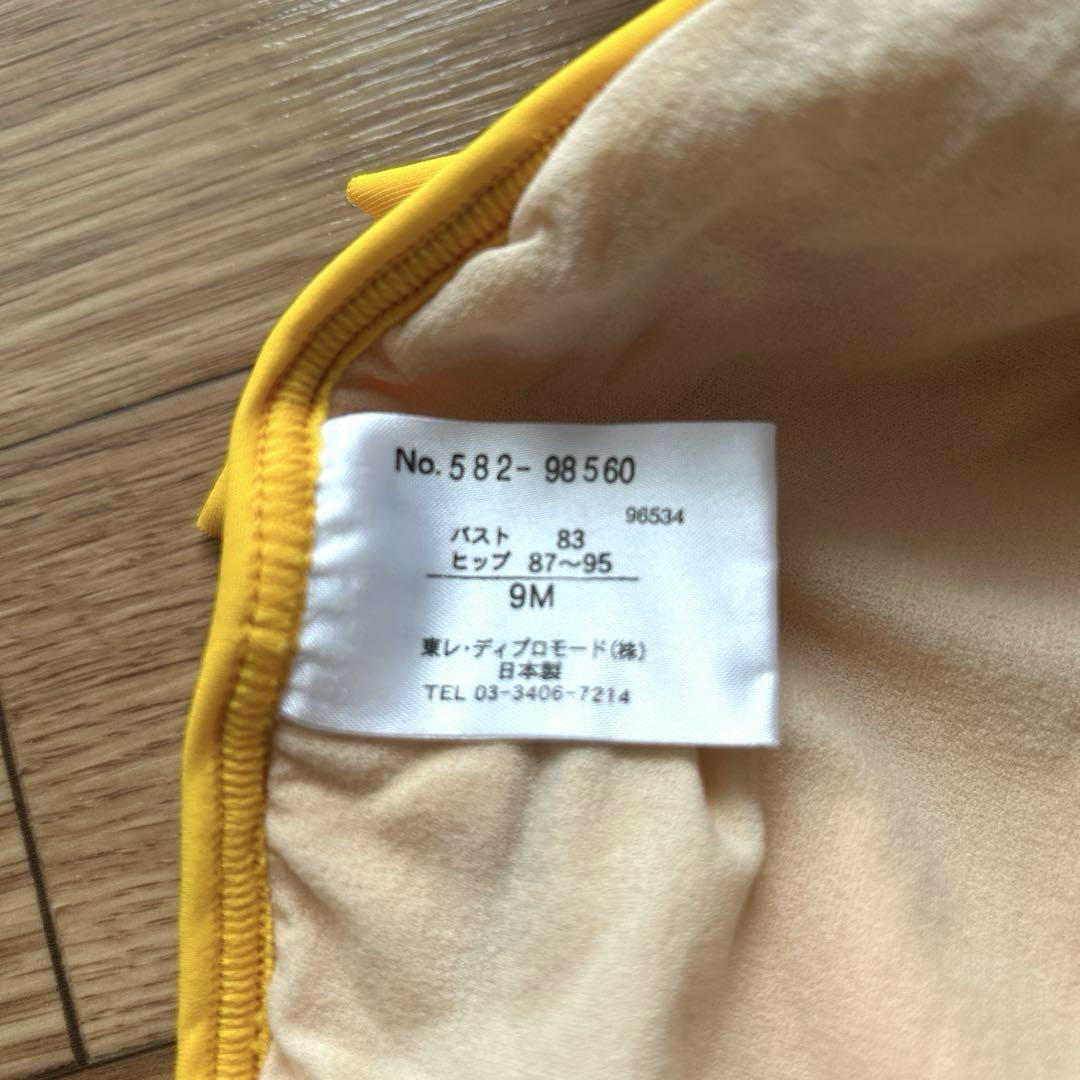 No. 582-98560
96534
バスト 83
ヒップ 87〜95
9M
東レ・ディプロモード(株)
日本製
TEL 03-3406-7214